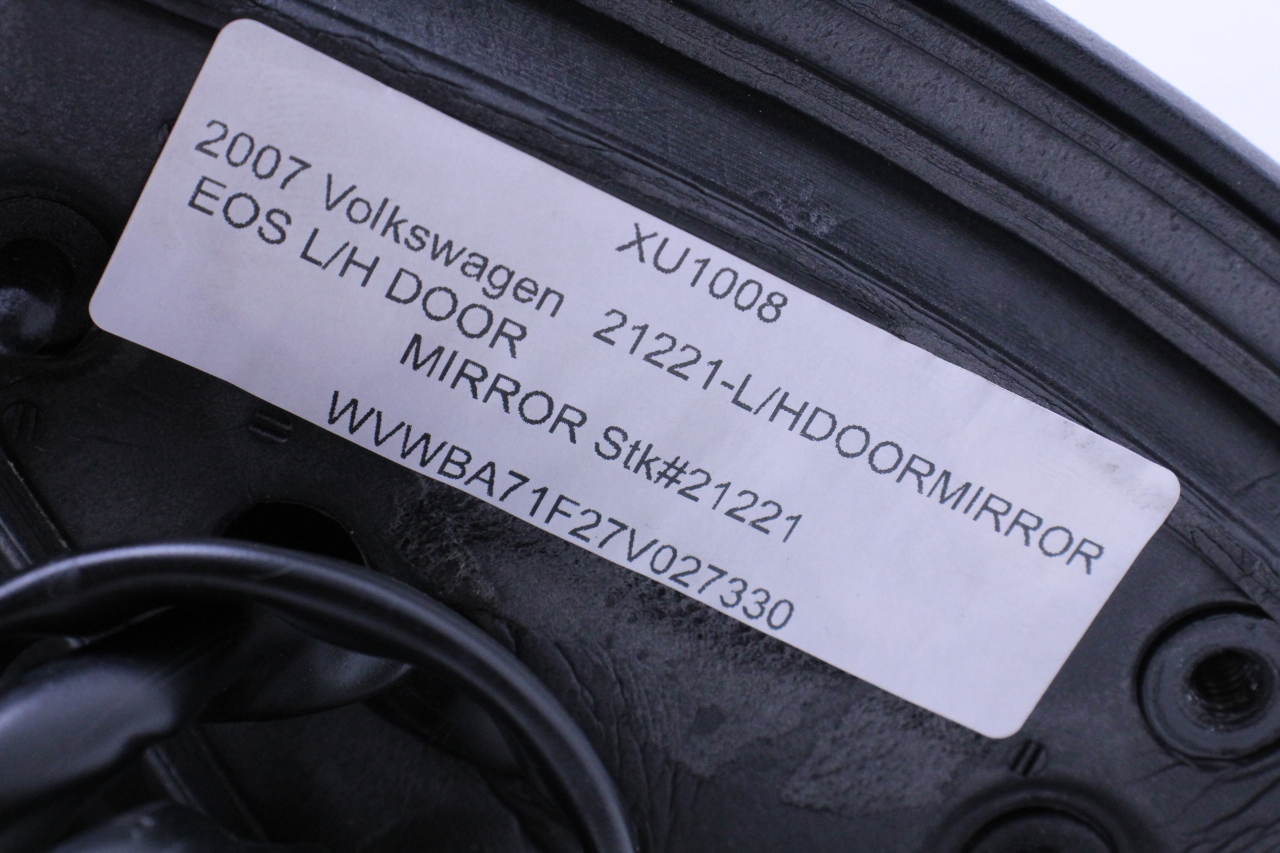 XU1008
2007 Volkswagen 21221-L/HDOORMIRROR
EOS L/H DOOR
MIRROR Stk#21221
WVWBA71F27V027330